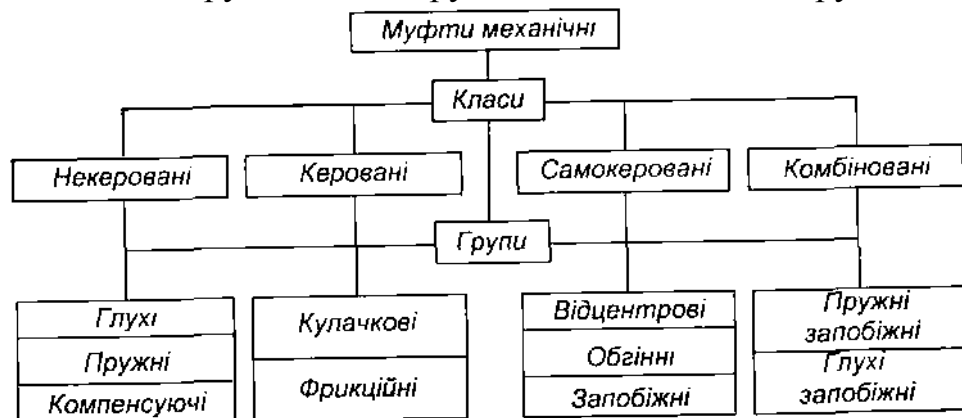 Муфти механічні
Класи
Некеровані
Керовані
Самокеровані
Комбіновані
Групи
Глухі
Пружні
Компенсуючі
Кулачкові
Фрикційні
Відцентрові
Обгінні
Запобіжні
Пружні
запобіжні
Глухі
запобіжні